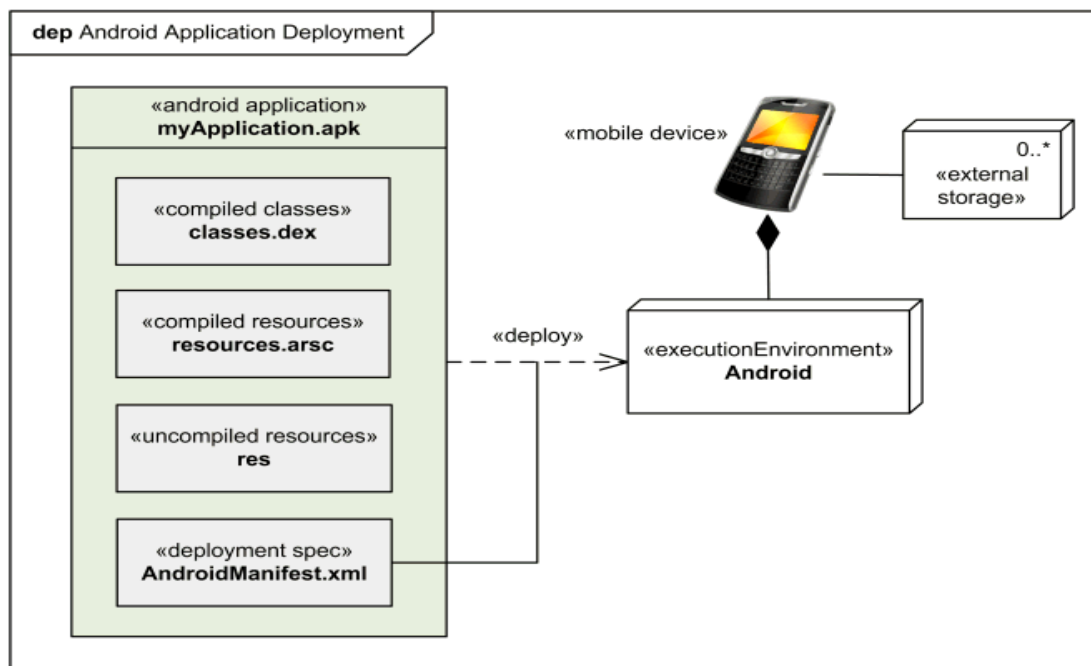 dep Android Application Deployment
«android application»
myApplication.apk
«compiled classes»
classes.dex
«compiled resources»
resources.arsc
«uncompiled resources»
res
«deployment spec»
AndroidManifest.xml
«deploy»
«mobile device»
0..*
«external
storage»
«executionEnvironment»
Android